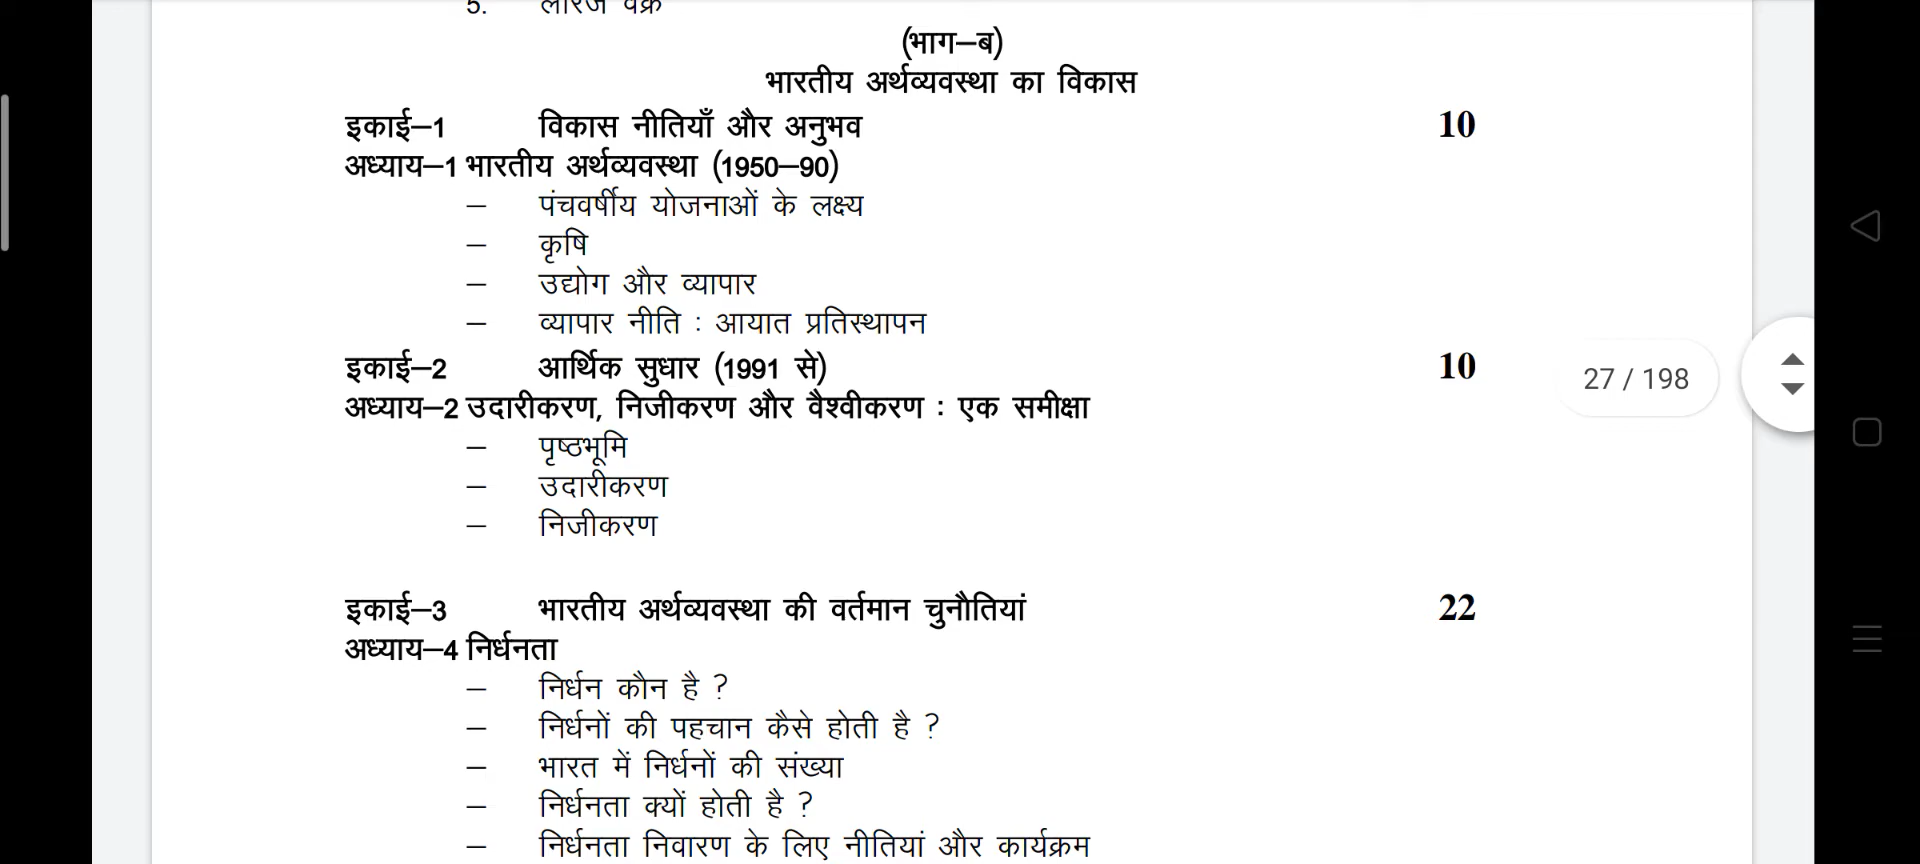 5. लॉरेंज वक्र
(भाग–ब)
भारतीय अर्थव्यवस्था का विकास
इकाई–1 विकास नीतियाँ और अनुभव 10
अध्याय–1 भारतीय अर्थव्यवस्था (1950–90)
– पंचवर्षीय योजनाओं के लक्ष्य
– कृषि
– उद्योग और व्यापार
– व्यापार नीति : आयात प्रतिस्थापन
इकाई–2 आर्थिक सुधार (1991 से) 10
27 / 198
अध्याय–2 उदारीकरण, निजीकरण और वैश्वीकरण : एक समीक्षा
– पृष्ठभूमि
– उदारीकरण
– निजीकरण
इकाई–3 भारतीय अर्थव्यवस्था की वर्तमान चुनौतियां 22
अध्याय–4 निर्धनता
– निर्धन कौन है ?
– निर्धनों की पहचान कैसे होती है ?
– भारत में निर्धनों की संख्या
– निर्धनता क्यों होती है ?
– निर्धनता निवारण के लिए नीतियां और कार्यक्रम